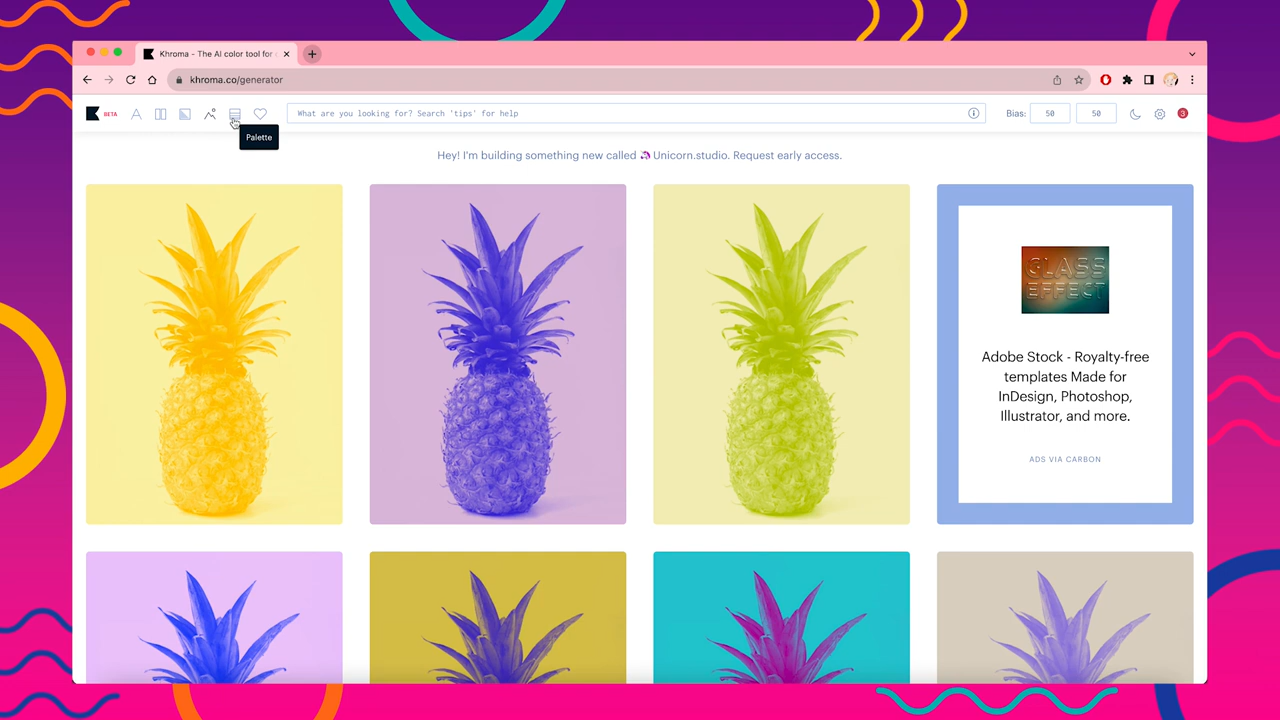 Khroma - The AI color tool for
khroma.co/generator
BETA
What are you looking for? Search 'tips' for help
Bias:
50
50
3
Palette
Hey! I'm building something new called 🦄 Unicorn.studio. Request early access.
GLASS
EFFECT
Adobe Stock - Royalty-free
templates Made for
InDesign, Photoshop,
Illustrator, and more.
ADS VIA CARBON